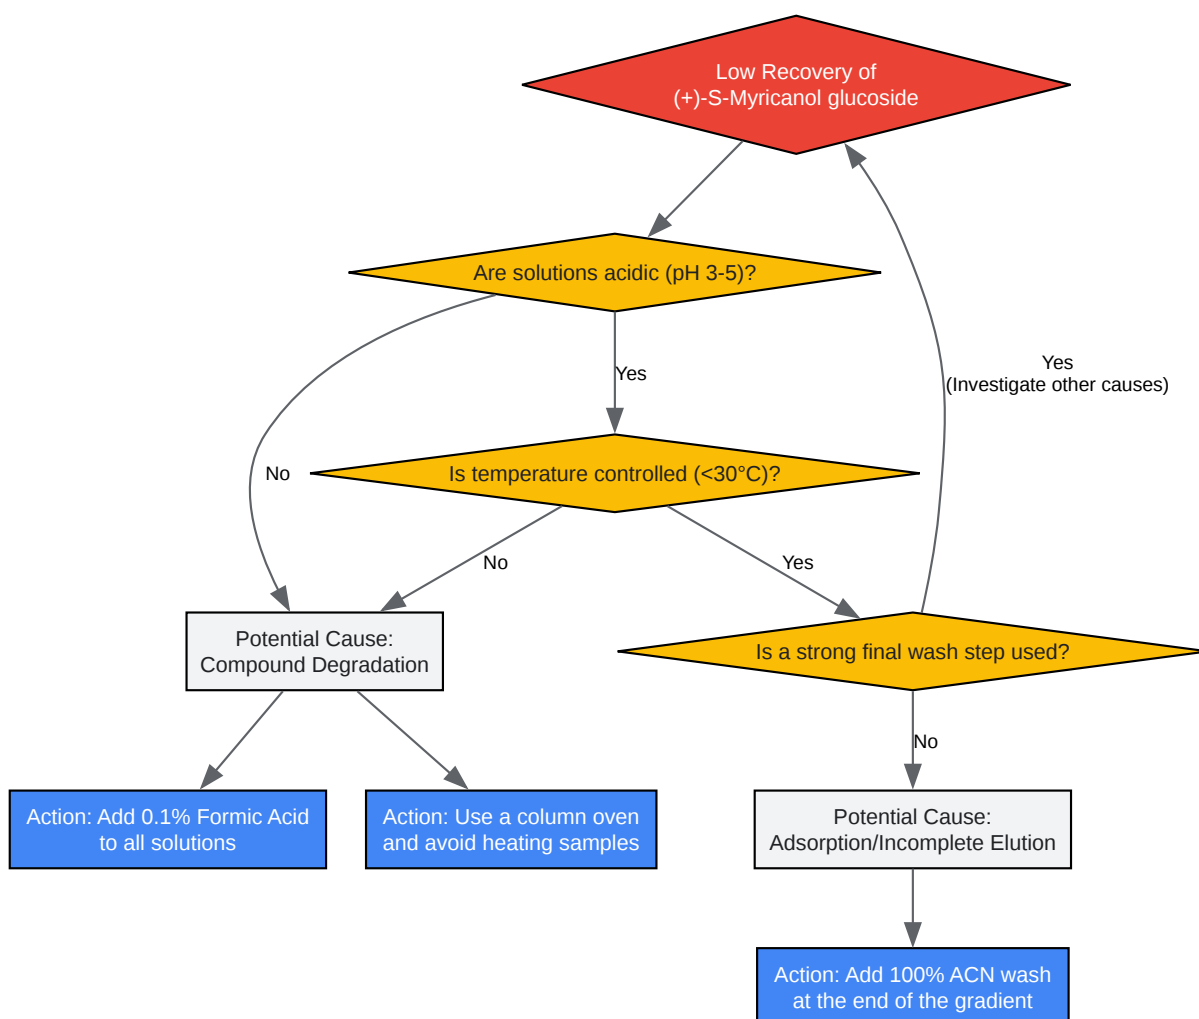 Low Recovery of
(+)-S-Myricanol glucoside
Are solutions acidic (pH 3-5)?
Yes
Yes
(Investigate other causes)
No
Is temperature controlled (<30°C)?
No
Yes
Potential Cause:
Compound Degradation
Is a strong final wash step used?
No
Action: Add 0.1% Formic Acid
to all solutions
Action: Use a column oven
and avoid heating samples
Potential Cause:
Adsorption/Incomplete Elution
Action: Add 100% ACN wash
at the end of the gradient